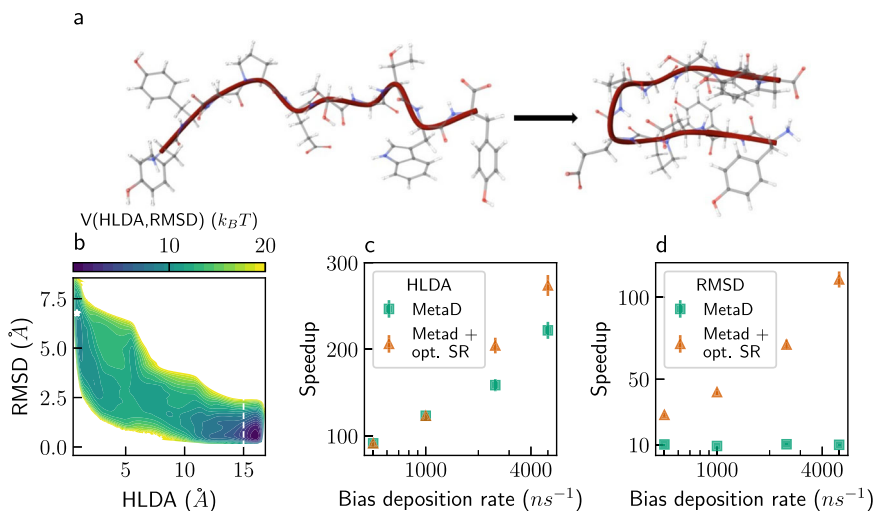 a
V(HLDA,RMSD) (k_BT)
b
0
10
20
7.5
5.0
2.5
0.0
RMSD (Å)
5
10
15
HLDA (Å)
c
HLDA
MetaD
Metad +
opt. SR
300
200
100
Speedup
1000
4000
Bias deposition rate (ns⁻¹)
d
RMSD
MetaD
Metad +
opt. SR
100
50
10
Speedup
1000
4000
Bias deposition rate (ns⁻¹)